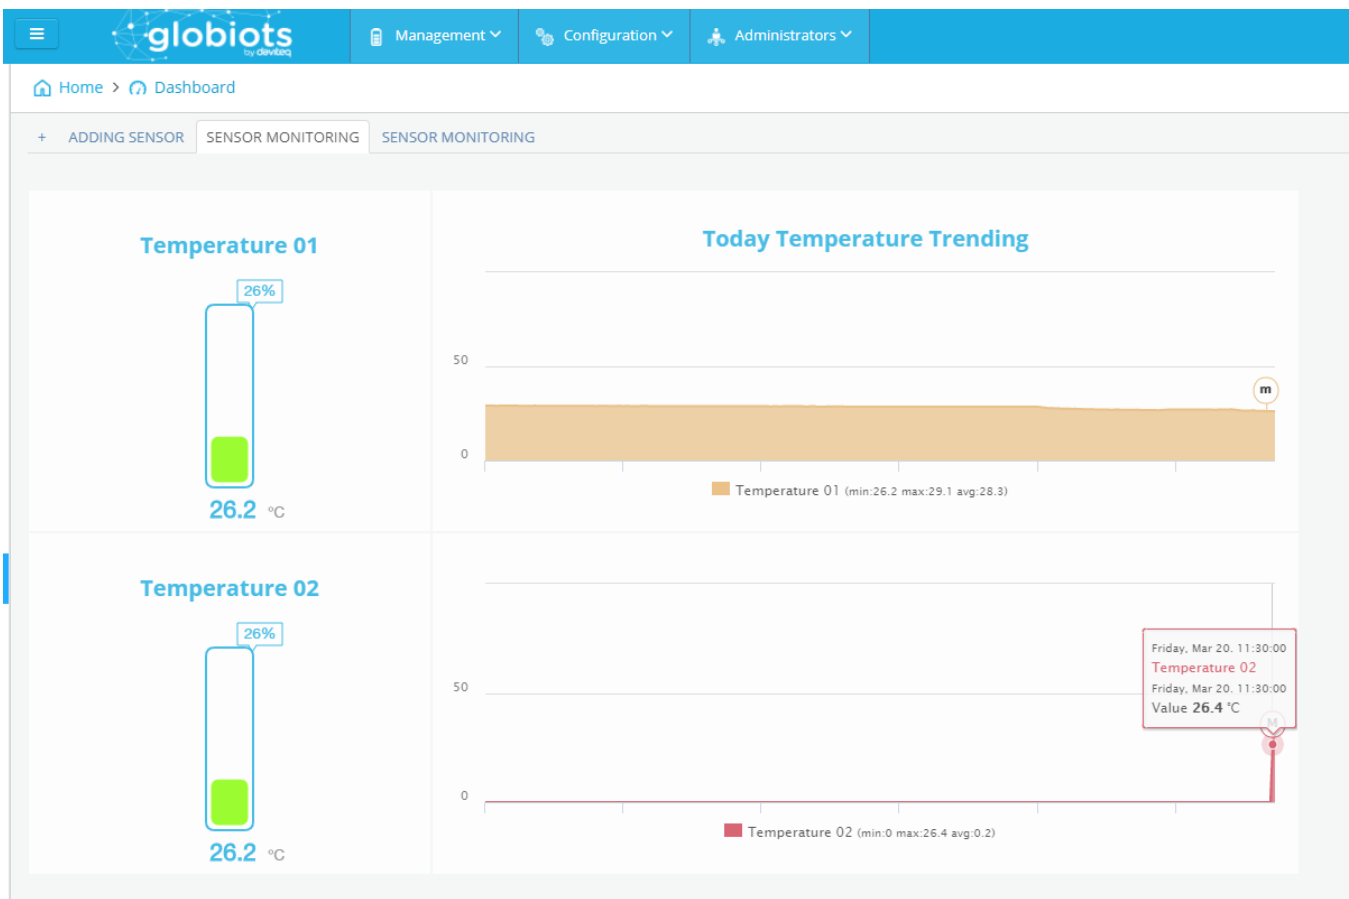 globiots
by daviteq
Management
Configuration
Administrators
Home > Dashboard
+ ADDING SENSOR SENSOR MONITORING SENSOR MONITORING
Temperature 01
26%
26.2 °C
Today Temperature Trending
50
m
0
Temperature 01 (min:26.2 max:29.1 avg:28.3)
Temperature 02
26%
26.2 °C
50
Friday, Mar 20. 11:30:00
Temperature 02
Friday, Mar 20. 11:30:00
Value 26.4 °C
M
0
Temperature 02 (min:0 max:26.4 avg:0.2)